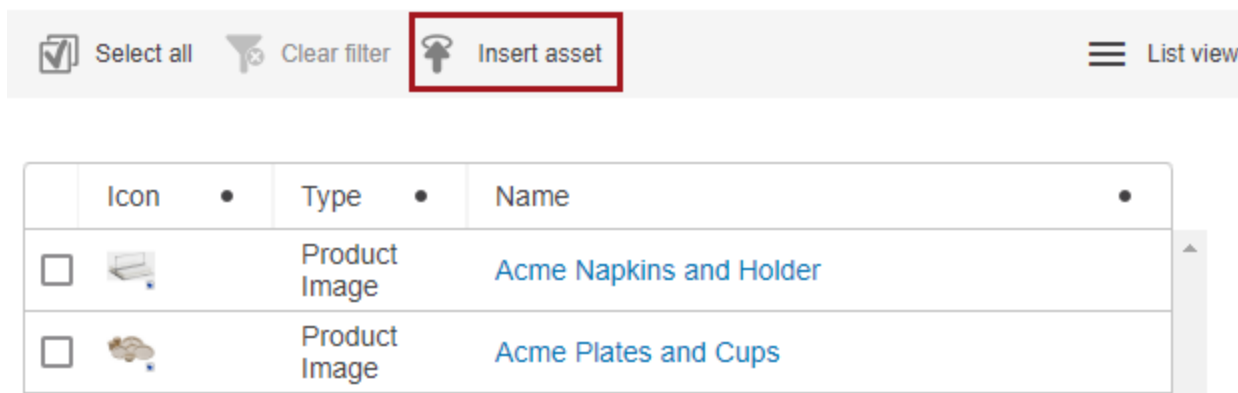 Select all Clear filter Insert asset List view
Icon Type Name
Product
Image
Acme Napkins and Holder
Product
Image
Acme Plates and Cups